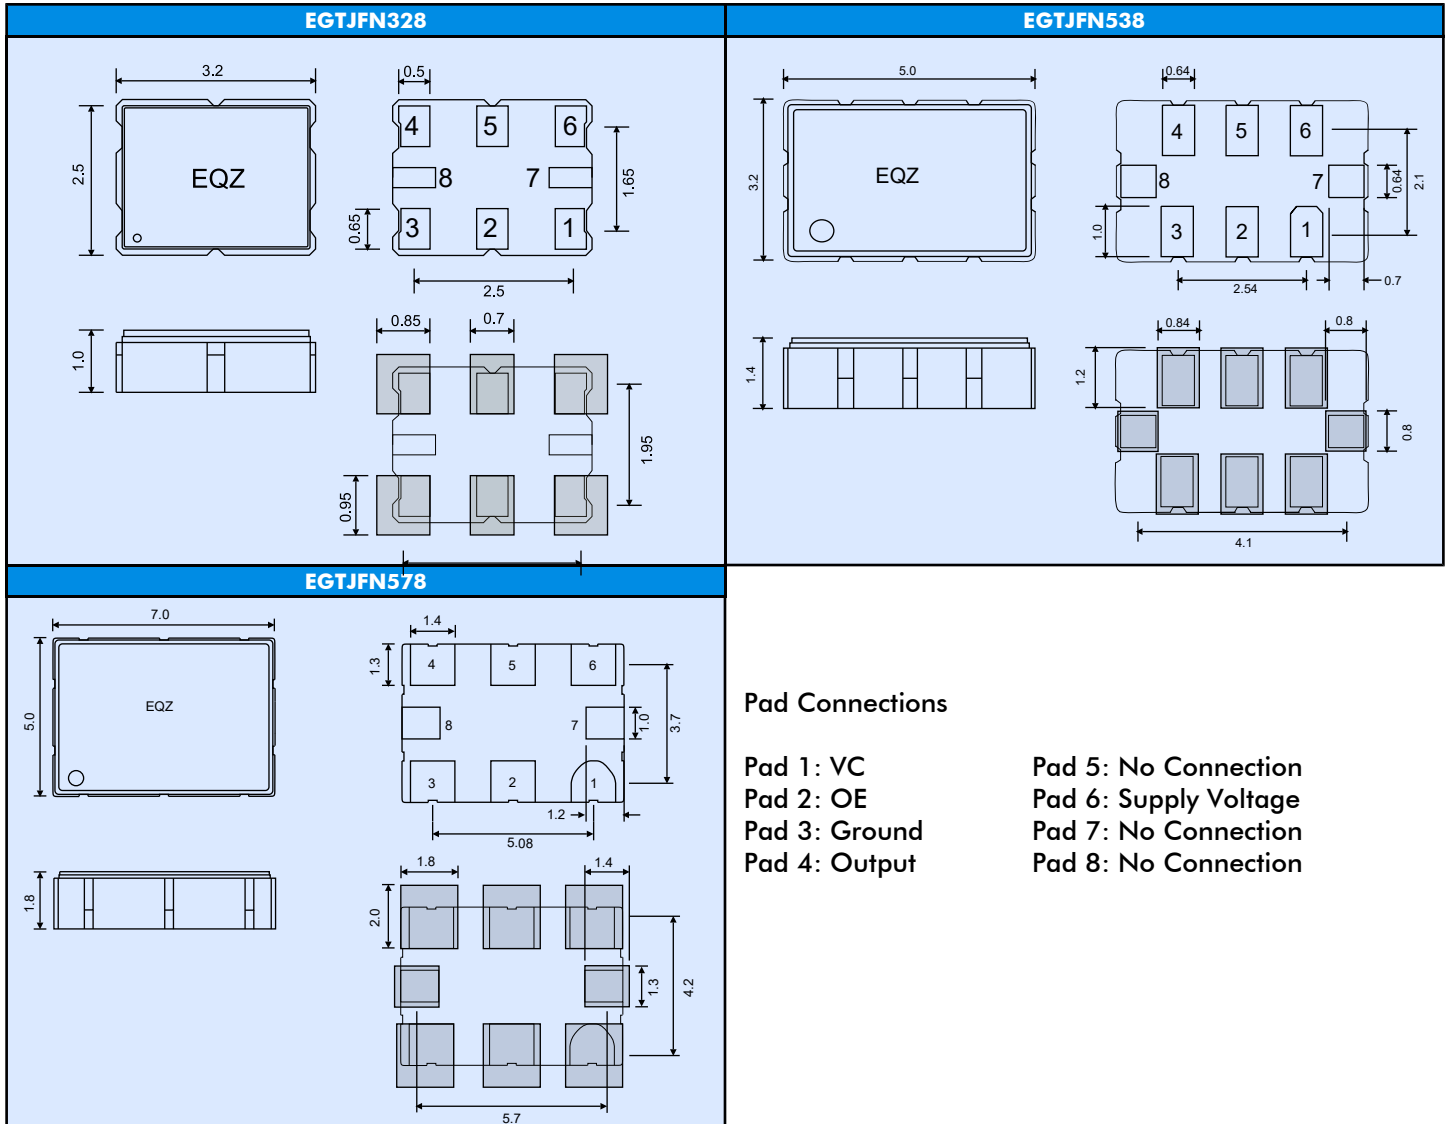 EGTJFN328
3.2
0.5
2.5
EQZ
4 5 6
8 7
3 2 1
0.65
1.65
2.5
1.0
0.85
0.7
0.95
1.95
EGTJFN538
5.0
0.64
3.2
EQZ
4 5 6
8 7
3 2 1
1.0
0.64
2.1
2.54
0.7
1.4
0.84
0.8
1.2
0.8
4.1
EGTJFN578
7.0
1.4
5.0
EQZ
1.3
4 5 6
8 7
3 2 1
1.0
3.7
1.2
5.08
1.8
1.8
1.4
2.0
1.3
4.2
5.7
Pad Connections
Pad 1: VC
Pad 2: OE
Pad 3: Ground
Pad 4: Output
Pad 5: No Connection
Pad 6: Supply Voltage
Pad 7: No Connection
Pad 8: No Connection